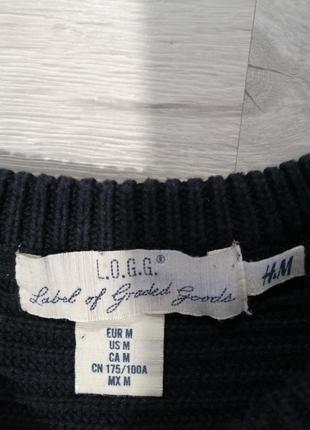 L.O.G.G.®
Label of Graded Goods
H&M
EUR M
US M
CA M
CN 175/100A
MX M